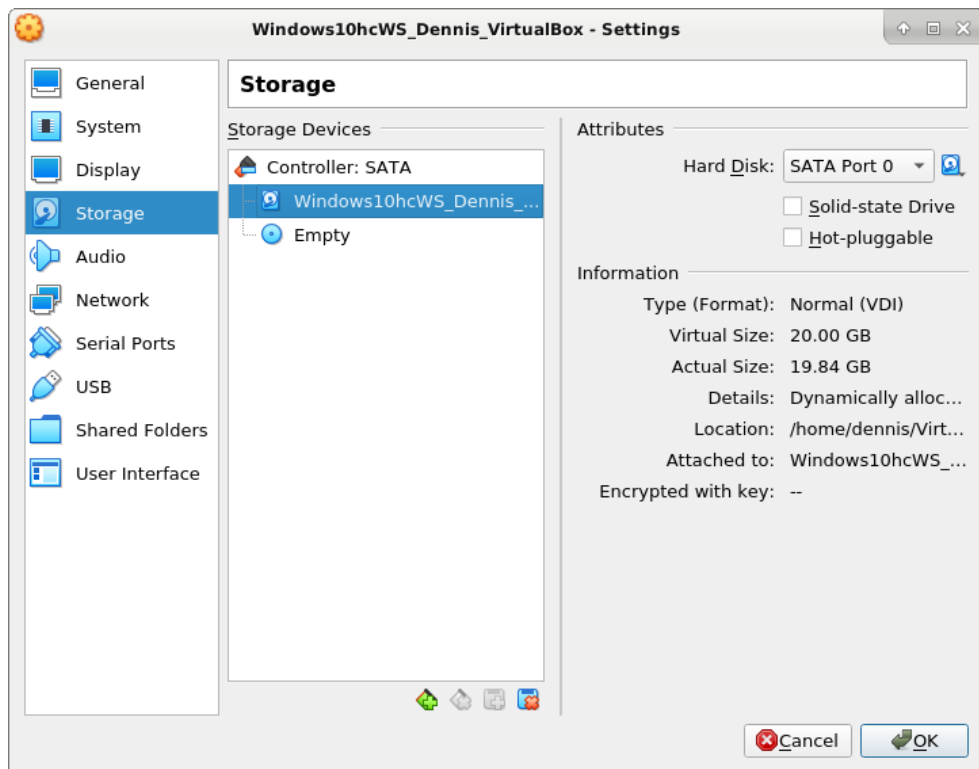 Windows10hcWS_Dennis_VirtualBox - Settings
General
System
Display
Storage
Audio
Network
Serial Ports
USB
Shared Folders
User Interface
Storage
Storage Devices
Controller: SATA
Windows10hcWS_Dennis_...
Empty
Attributes
Hard Disk: SATA Port 0
Solid-state Drive
Hot-pluggable
Information
Type (Format): Normal (VDI)
Virtual Size: 20.00 GB
Actual Size: 19.84 GB
Details: Dynamically alloc...
Location: /home/dennis/Virt...
Attached to: Windows10hcWS_...
Encrypted with key: --
Cancel OK